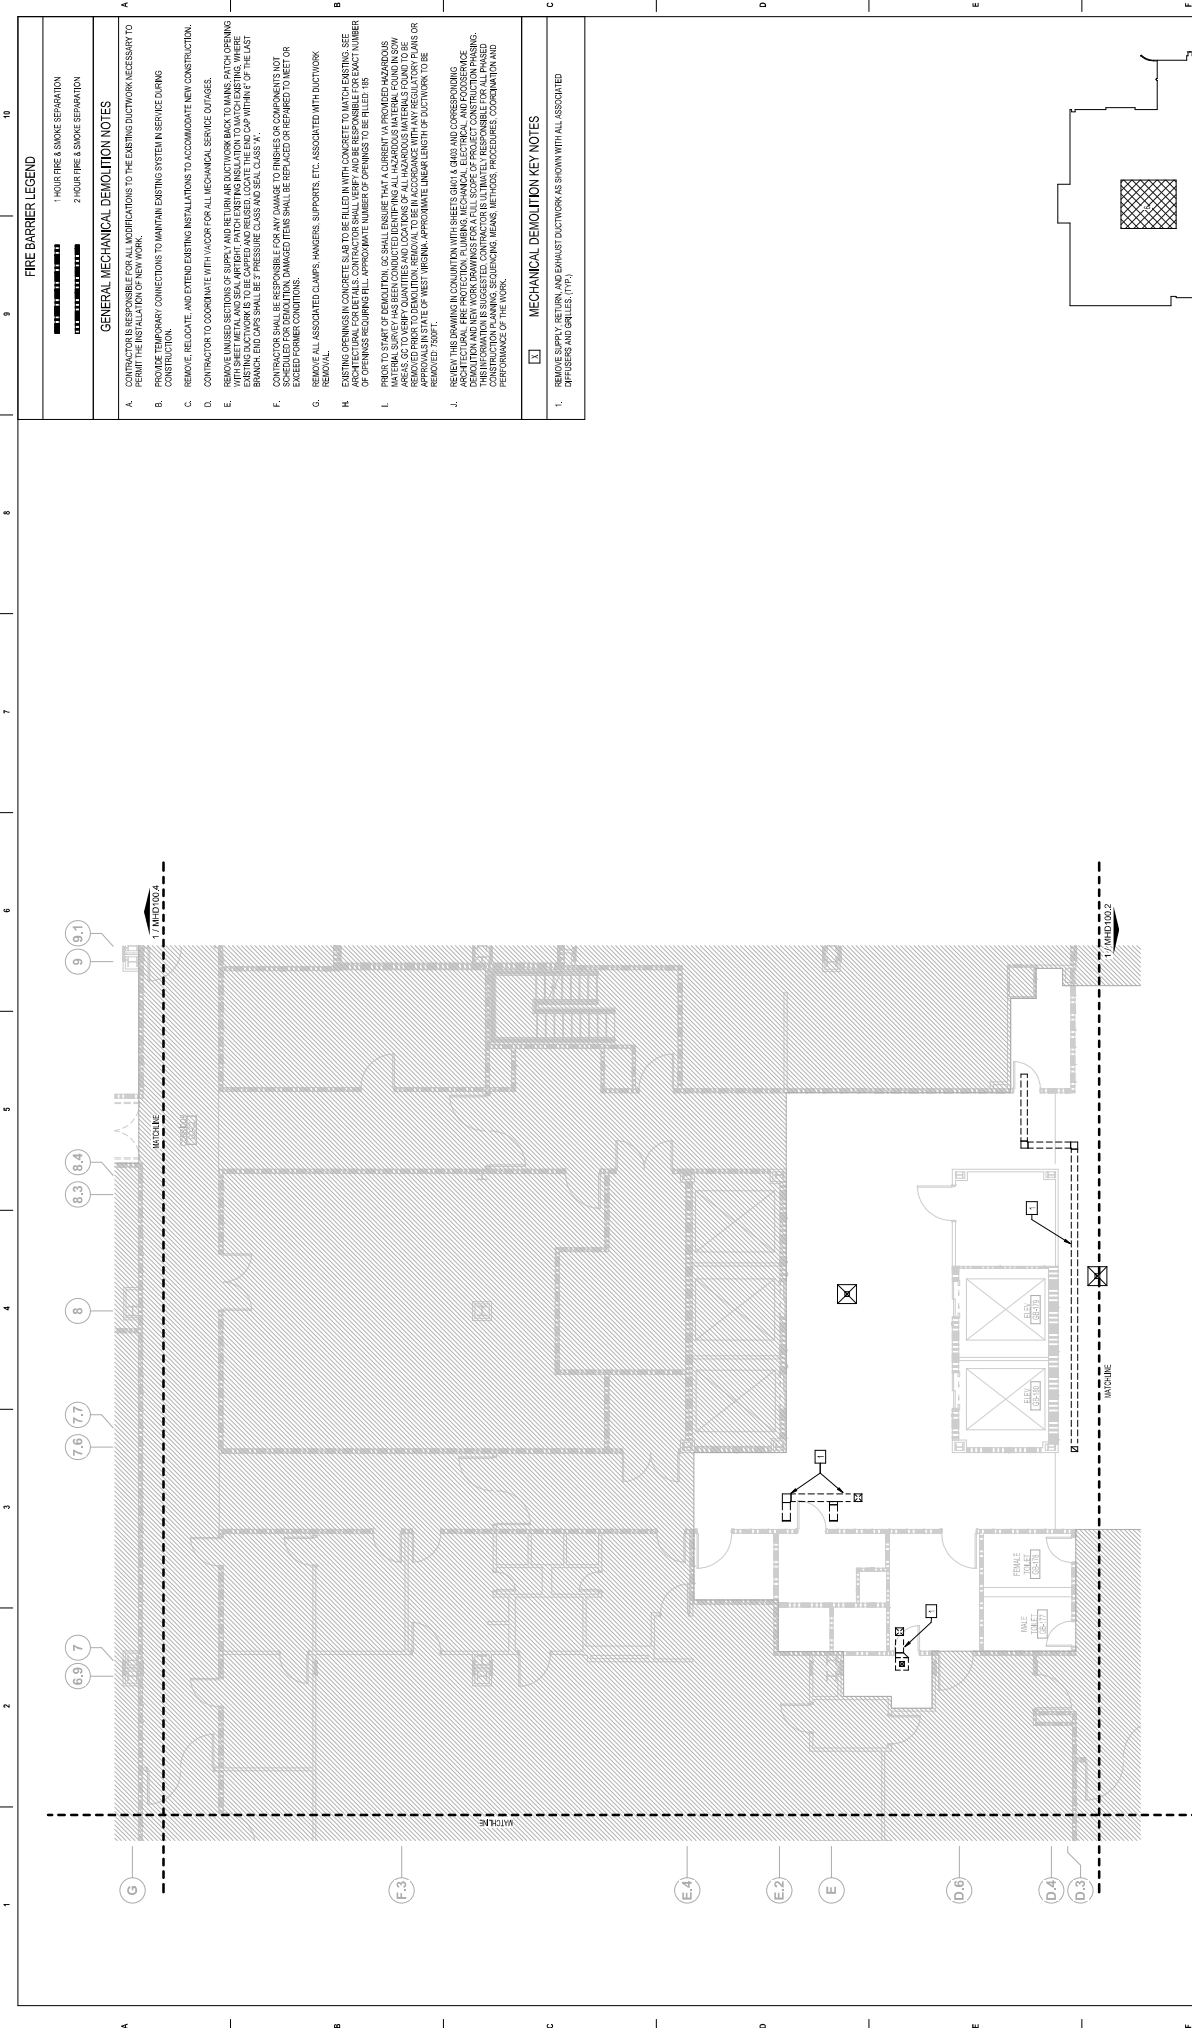 FIRE BARRIER LEGEND
1 HOUR FIRE & SMOKE SEPARATION
2 HOUR FIRE & SMOKE SEPARATION
GENERAL MECHANICAL DEMOLITION NOTES
A. CONTRACTOR IS RESPONSIBLE FOR ALL MODIFICATIONS TO THE EXISTING DUCTWORK NECESSARY TO
PERMIT THE INSTALLATION OF NEW WORK.
B. PROVIDE TEMPORARY CONNECTIONS TO MAINTAIN EXISTING SYSTEM IN SERVICE DURING
CONSTRUCTION.
C. REMOVE, RELOCATE, AND EXTEND EXISTING INSTALLATIONS TO ACCOMMODATE NEW CONSTRUCTION.
D. CONTRACTOR TO COORDINATE WITH VA/COR FOR ALL MECHANICAL SERVICE OUTAGES.
E. REMOVE UNUSED SECTIONS OF SUPPLY AND RETURN AIR DUCTWORK BACK TO MAINS. PATCH OPENING
WITH SHEET METAL AND SEAL AIRTIGHT. PATCH EXISTING INSULATION TO MATCH EXISTING. WHERE
EXISTING DUCTWORK IS TO BE CAPPED AND REUSED, LOCATE THE END CAP WITHIN 6" OF THE LAST
BRANCH. END CAPS SHALL BE 3" PRESSURE CLASS AND SEAL CLASS 'A'.
F. CONTRACTOR SHALL BE RESPONSIBLE FOR ANY DAMAGE TO FINISHES OR COMPONENTS NOT
SCHEDULED FOR DEMOLITION. DAMAGED ITEMS SHALL BE REPLACED OR REPAIRED TO MEET OR
EXCEED FORMER CONDITIONS.
G. REMOVE ALL ASSOCIATED CLAMPS, HANGERS, SUPPORTS, ETC. ASSOCIATED WITH DUCTWORK
REMOVAL.
H. EXISTING OPENINGS IN CONCRETE SLAB TO BE FILLED IN WITH CONCRETE TO MATCH EXISTING. SEE
ARCHITECTURAL FOR DETAILS. CONTRACTOR SHALL VERIFY AND BE RESPONSIBLE FOR EXACT NUMBER
OF OPENINGS REQUIRING FILL. APPROXIMATE NUMBER OF OPENINGS TO BE FILLED: 185
I. PRIOR TO START OF DEMOLITION, GC SHALL ENSURE THAT A CURRENT VA PROVIDED HAZARDOUS
MATERIAL SURVEY HAS BEEN CONDUCTED IDENTIFYING ALL HAZARDOUS MATERIAL FOUND IN SOW
AREAS. GC TO VERIFY QUANTITIES AND LOCATIONS OF ALL HAZARDOUS MATERIALS FOUND TO BE
REMOVED PRIOR TO DEMOLITION. REMOVAL TO BE IN ACCORDANCE WITH ANY REGULATORY PLANS OR
APPROVALS IN STATE OF WEST VIRGINIA. APPROXIMATE LINEAR LENGTH OF DUCTWORK TO BE
REMOVED: 7500FT.
J. REVIEW THIS DRAWING IN CONJUNTION WITH SHEETS GI401 & GI403 AND CORRESPONDING
ARCHITECTURAL, FIRE PROTECTION, PLUMBING, MECHANICAL, ELECTRICAL, AND FOODSERVICE
DEMOLITION AND NEW WORK DRAWINGS FOR A FULL SCOPE OF PROJECT CONSTRUCTION PHASING.
THIS INFORMATION IS SUGGESTED. CONTRACTOR IS ULTIMATELY RESPONSIBLE FOR ALL PHASED
CONSTRUCTION PLANNING, SEQUENCING, MEANS, METHODS, PROCEDURES, COORDINATION AND
PERFORMANCE OF THE WORK.
X MECHANICAL DEMOLITION KEY NOTES
1. REMOVE SUPPLY, RETURN, AND EXHAUST DUCTWORK AS SHOWN WITH ALL ASSOCIATED
DIFFUSERS AND GRILLES. (TYP.)
1 2 3 4 5 6 7 8 9 10
A B C D E F
A B C D E F
6.9 7 7.6 7.7 8 8.3 8.4 9 9.1
G
F.3
E.4
E.2
E
D.6
D.4
D.3
MATCHLINE
1 / MHD100.4
CORRIDOR
MATCHLINE
1 / MHD100.2
MATCHLINE
ELEV
ELEV
FEMALE
TOILET
MALE
TOILET
GB-177
1
1
1